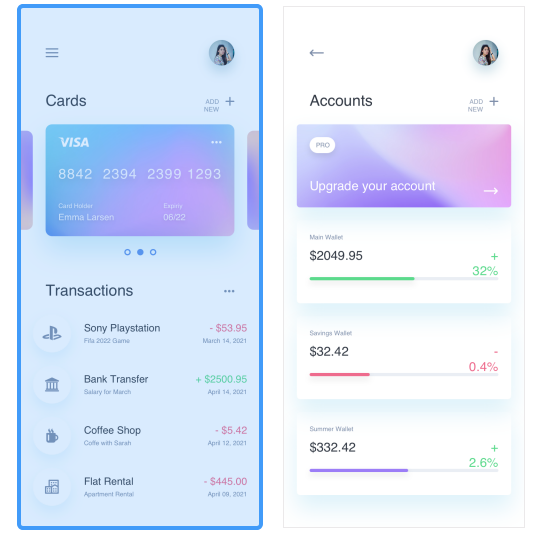 Cards
ADD
NEW
VISA
8842 2394 2399 1293
Card Holder
Expiry
Emma Larsen
06/22
Transactions
Sony Playstation
- $53.95
Fifa 2022 Game
March 14, 2021
Bank Transfer
+ $2500.95
Salary for March
April 14, 2021
Coffee Shop
- $5.42
Coffe with Sarah
April 12, 2021
Flat Rental
- $445.00
Apartment Rental
April 09, 2021
Accounts
ADD
NEW
PRO
Upgrade your account
Main Wallet
$2049.95
+
32%
Savings Wallet
$32.42
-
0.4%
Summer Wallet
$332.42
+
2.6%